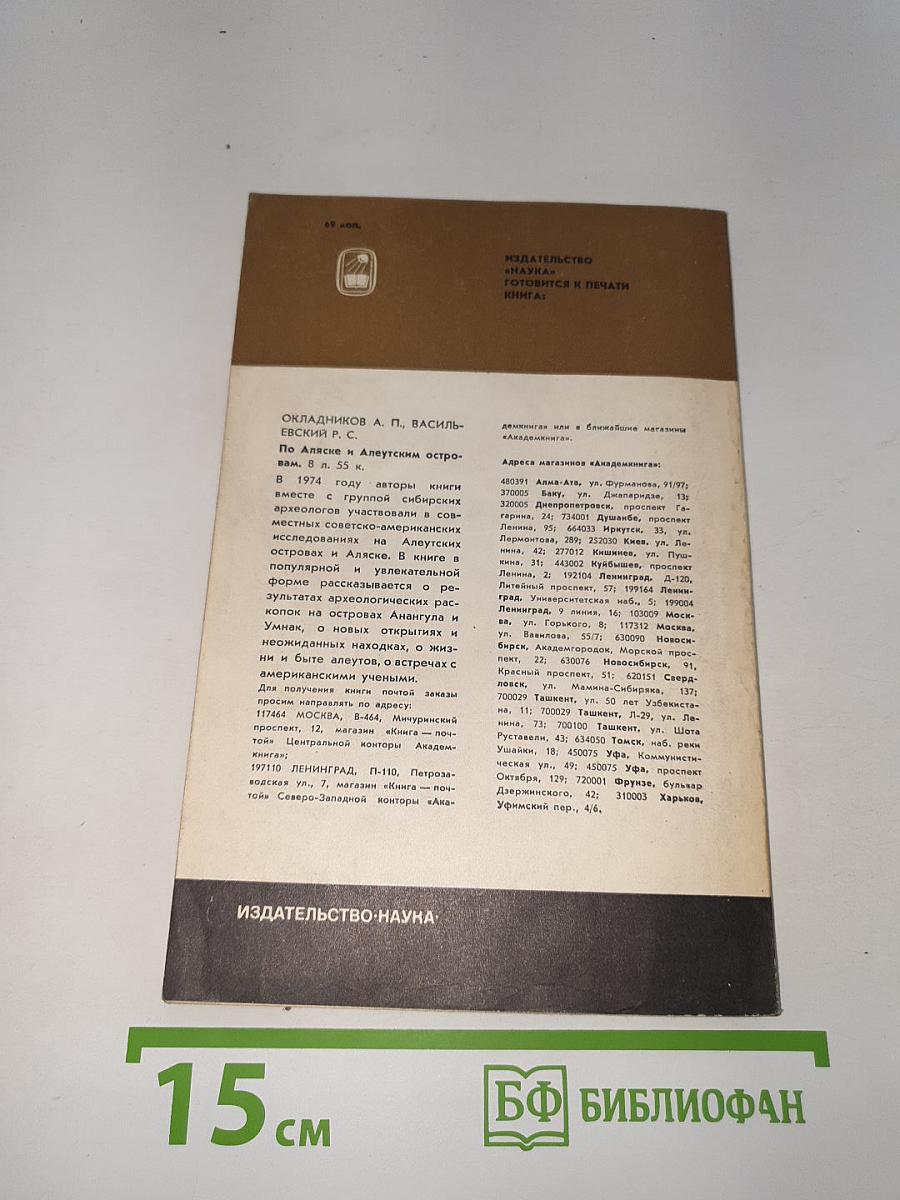 69 коп.
ИЗДАТЕЛЬСТВО
«НАУКА»
ГОТОВИТСЯ К ПЕЧАТИ
КНИГА:
ОКЛАДНИКОВ А. П., ВАСИЛЬ-
ЕВСКИЙ Р. С.
По Аляске и Алеутским остро-
вам. 8 л. 55 к.
В 1974 году авторы книги
вместе с группой сибирских
археологов участвовали в сов-
местных советско-американских
исследованиях на Алеутских
островах и Аляске. В книге в
популярной и увлекательной
форме рассказывается о ре-
зультатах археологических рас-
копок на островах Анангула и
Умнак, о новых открытиях и
неожиданных находках, о жиз-
ни и быте алеутов, о встречах с
американскими учеными.
Для получения книги почтой заказы
просим направлять по адресу:
117464 МОСКВА, В-464, Мичуринский
проспект, 12, магазин «Книга — поч-
той» Центральной конторы Академ-
книга»;
197110 ЛЕНИНГРАД, П-110, Петроза-
водская ул., 7, магазин «Книга — поч-
той» Северо-Западной конторы «Ака-
демкнига» или в ближайшие магазины
«Академкнига».
Адреса магазинов «Академкнига»:
480391 Алма-Ата, ул. Фурманова, 91/97;
370005 Баку, ул. Джапаридзе, 13;
320005 Днепропетровск, проспект Га-
гарина, 24; 734001 Душанбе, проспект
Ленина, 95; 664033 Иркутск, 33, ул.
Лермонтова, 289; 252030 Киев, ул. Ле-
нина, 42; 277012 Кишинев, ул. Пуш-
кина, 31; 443002 Куйбышев, проспект
Ленина, 2; 192104 Ленинград, Д-120,
Литейный проспект, 57; 199164 Ленин-
град, Университетская наб., 5; 199004
Ленинград, 9 линия, 16; 103009 Моск-
ва, ул. Горького, 8; 117312 Москва,
ул. Вавилова, 55/7; 630090 Новоси-
бирск, Академгородок, Морской прос-
пект, 22; 630076 Новосибирск, 91,
Красный проспект, 51; 620151 Сверд-
ловск, ул. Мамина-Сибиряка, 137;
700029 Ташкент, ул. 50 лет Узбекиста-
на, 11; 700029 Ташкент, Л-29, ул. Ле-
нина, 73; 700100 Ташкент, ул. Шота
Руставели, 43; 634050 Томск, наб. реки
Ушайки, 18; 450075 Уфа, Коммунисти-
ческая ул., 49; 450075 Уфа, проспект
Октября, 129; 720001 Фрунзе, бульвар
Дзержинского, 42; 310003 Харьков,
Уфимский пер., 4/6.
ИЗДАТЕЛЬСТВО·НАУКА·
15 см
БФ БИБЛИОФАН